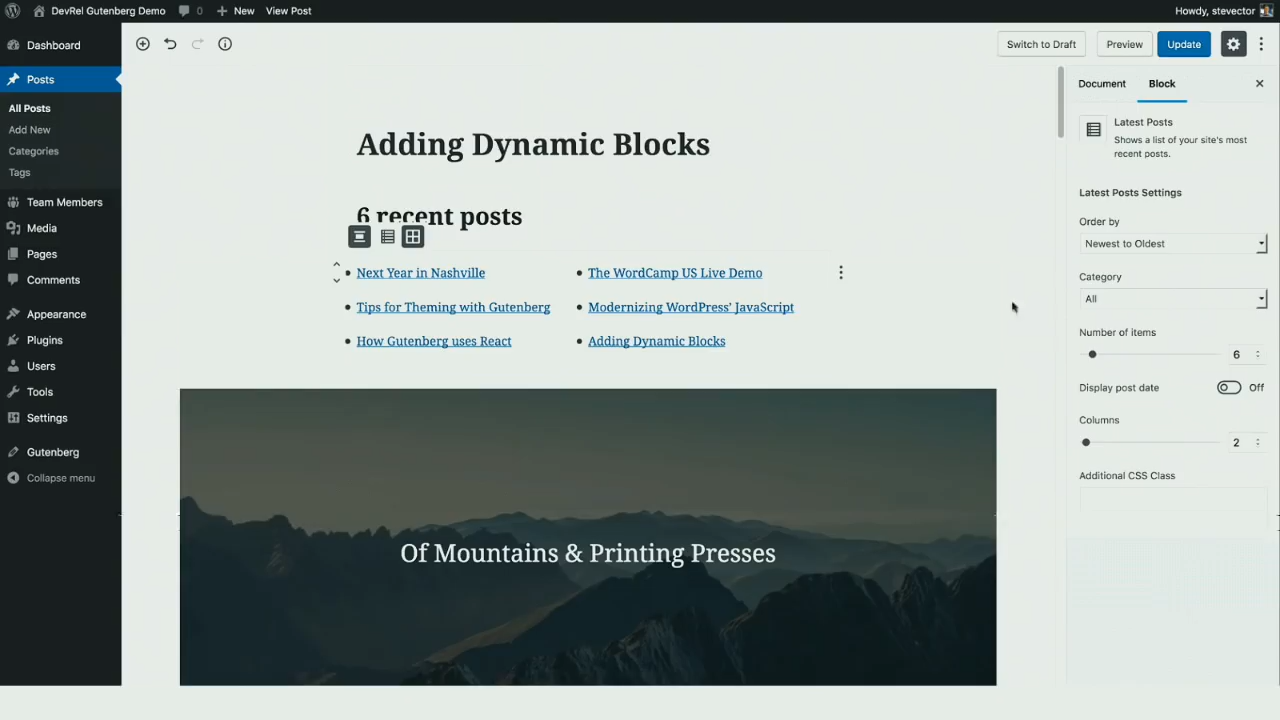 DevRel Gutenberg Demo 0 New View Post Howdy, stevector
Dashboard
Posts
All Posts
Add New
Categories
Tags
Team Members
Media
Pages
Comments
Appearance
Plugins
Users
Tools
Settings
Gutenberg
Collapse menu
Switch to Draft Preview Update
Adding Dynamic Blocks
6 recent posts
Next Year in Nashville
Tips for Theming with Gutenberg
How Gutenberg uses React
The WordCamp US Live Demo
Modernizing WordPress’ JavaScript
Adding Dynamic Blocks
Of Mountains & Printing Presses
Document Block
Latest Posts
Shows a list of your site's most
recent posts.
Latest Posts Settings
Order by
Newest to Oldest
Category
All
Number of items
6
Display post date Off
Columns
2
Additional CSS Class